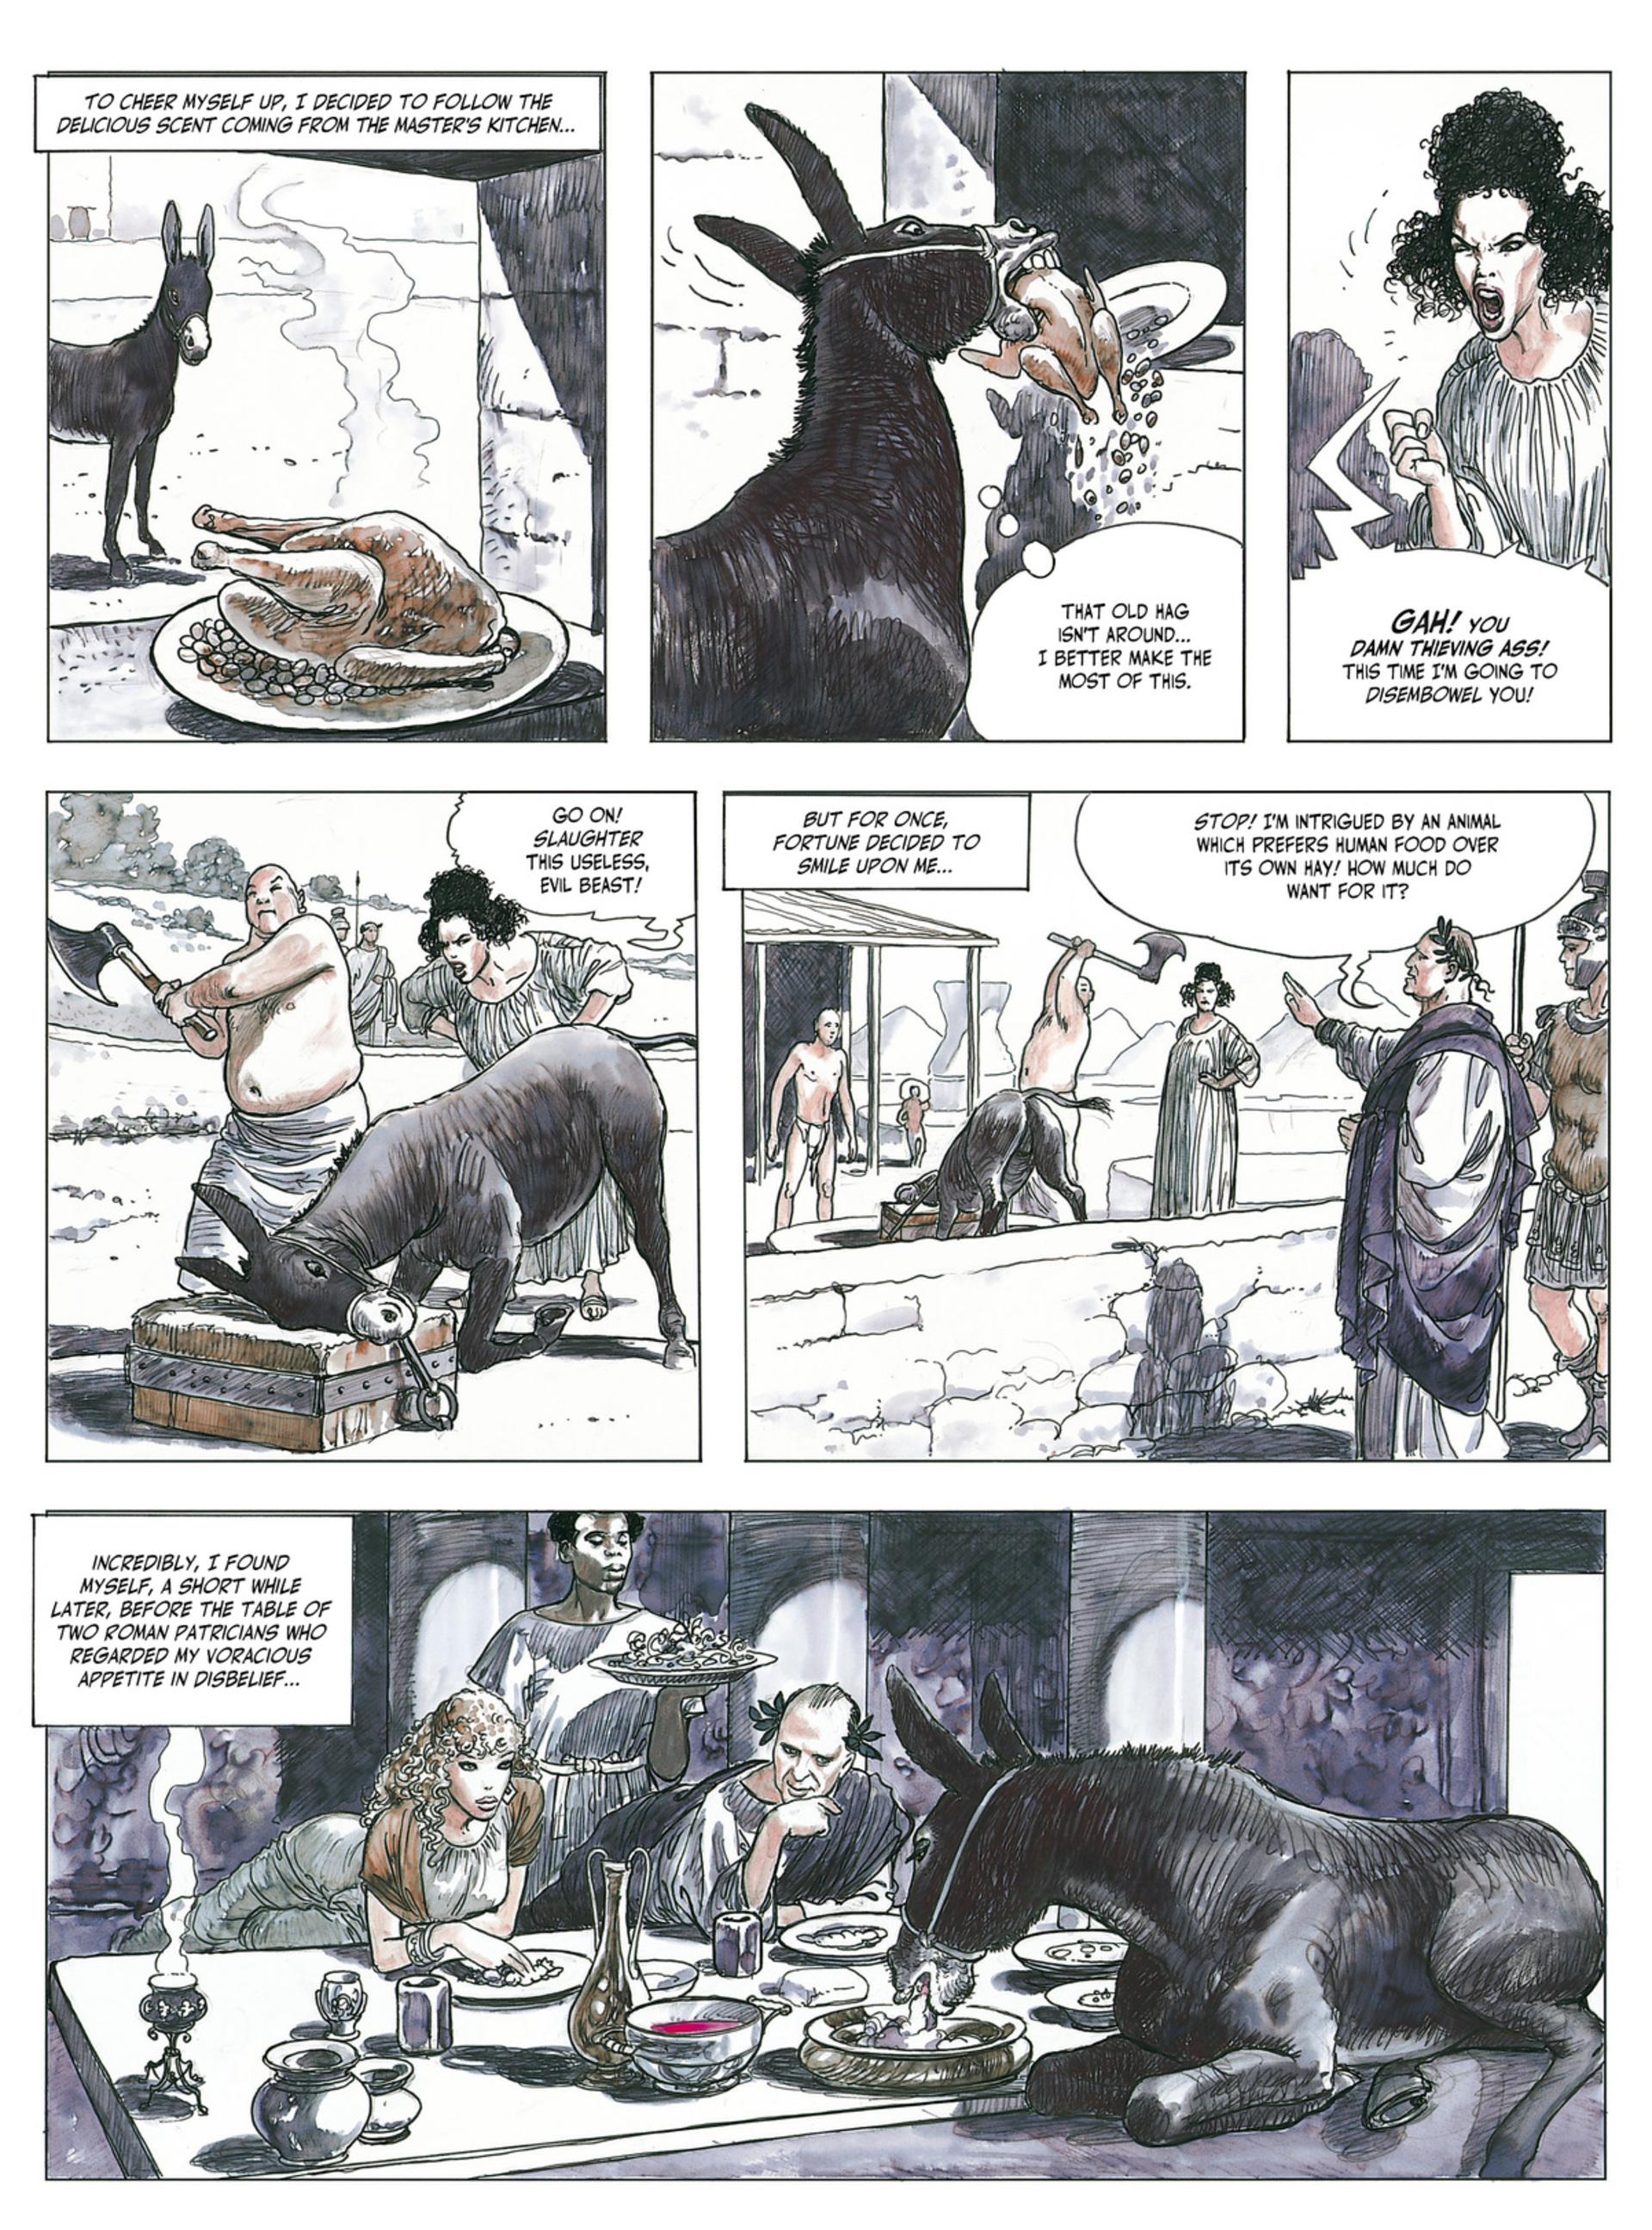 TO CHEER MYSELF UP, I DECIDED TO FOLLOW THE
DELICIOUS SCENT COMING FROM THE MASTER'S KITCHEN...
THAT OLD HAG
ISN'T AROUND...
I BETTER MAKE THE
MOST OF THIS.
GAH! YOU
DAMN THIEVING ASS!
THIS TIME I'M GOING TO
DISEMBOWEL YOU!
GO ON!
SLAUGHTER
THIS USELESS,
EVIL BEAST!
BUT FOR ONCE,
FORTUNE DECIDED TO
SMILE UPON ME...
STOP! I'M INTRIGUED BY AN ANIMAL
WHICH PREFERS HUMAN FOOD OVER
ITS OWN HAY! HOW MUCH DO
WANT FOR IT?
INCREDIBLY, I FOUND
MYSELF, A SHORT WHILE
LATER, BEFORE THE TABLE OF
TWO ROMAN PATRICIANS WHO
REGARDED MY VORACIOUS
APPETITE IN DISBELIEF...